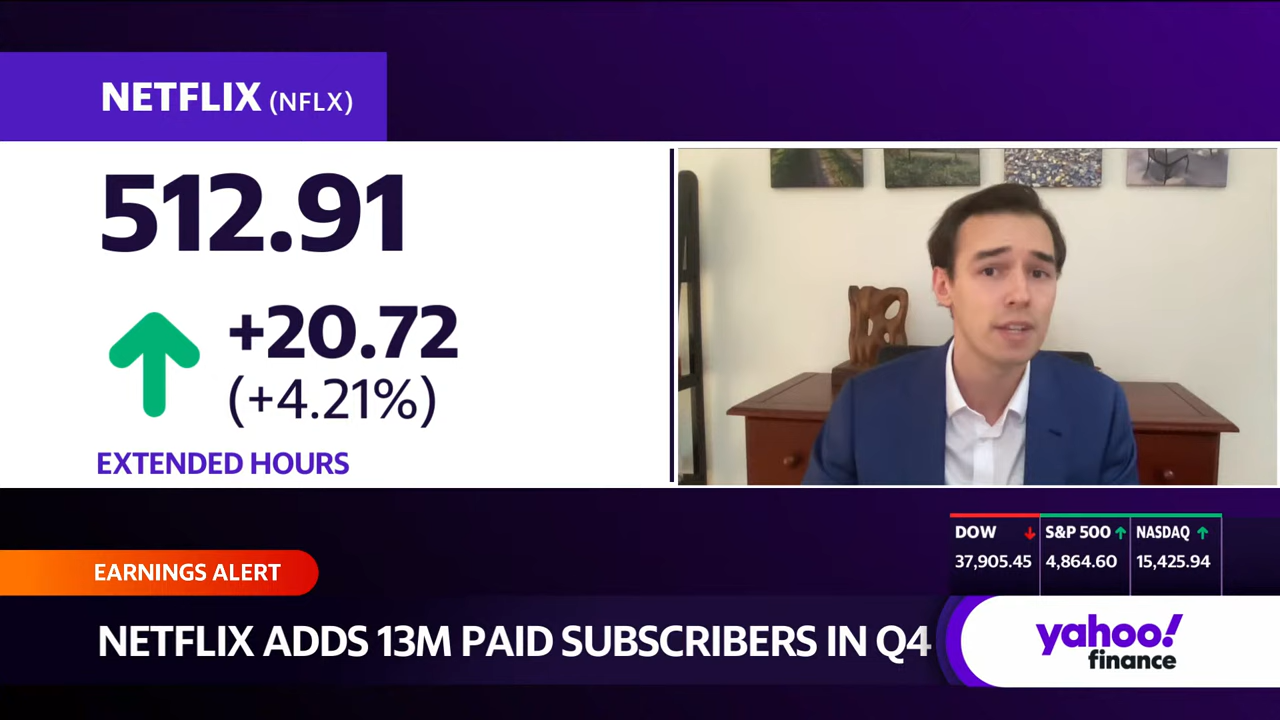 NETFLIX (NFLX)
512.91
+20.72
(+4.21%)
EXTENDED HOURS
DOW
37,905.45
S&P 500
4,864.60
NASDAQ
15,425.94
EARNINGS ALERT
NETFLIX ADDS 13M PAID SUBSCRIBERS IN Q4
yahoo!
finance